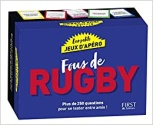 Les petits
JEUX D'APÉRO
Fous de
RUGBY
Plus de 250 questions
pour se tester entre amis !
FIRST